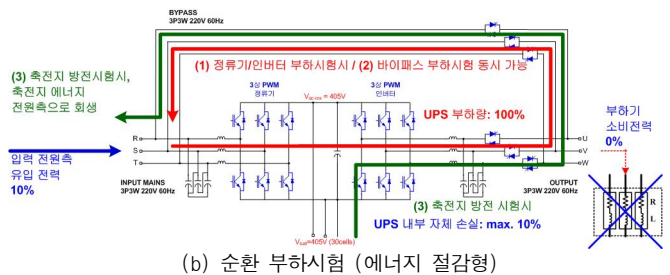 BYPASS
3P3W 220V 60Hz
(1) 정류기/인버터 부하시험시 / (2) 바이패스 부하시험 동시 가능
(3) 축전지 방전시험시,
축전지 에너지
전원측으로 회생
3상 PWM
정류기
VDC-link = 405V
3상 PWM
인버터
UPS 부하량: 100%
부하기
소비전력
0%
R
S
T
U
V
W
입력 전원측
유입 전력
10%
INPUT MAINS
3P3W 220V 60Hz
OUTPUT
3P3W 220V 60Hz
(3) 축전지 방전 시험시
UPS 내부 자체 손실: max. 10%
R
L
VBatt=405V (30cells)
(b) 순환 부하시험 (에너지 절감형)